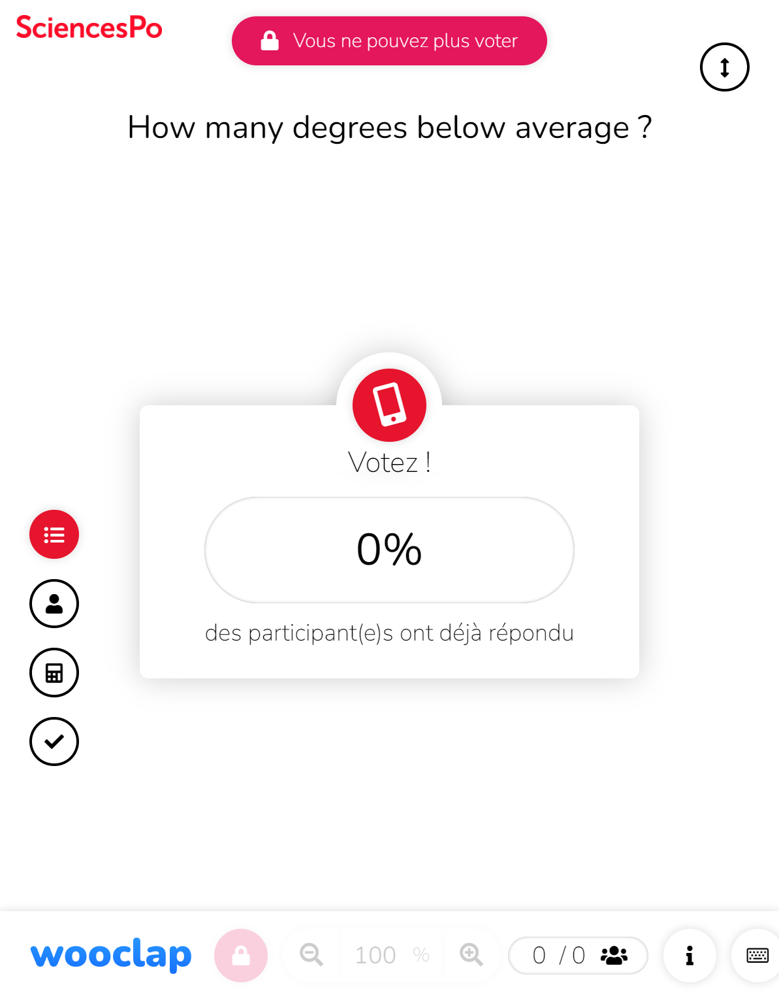 SciencesPo
Vous ne pouvez plus voter
How many degrees below average ?
Votez !
0%
des participant(e)s ont déjà répondu
wooclap
100 %
0 / 0